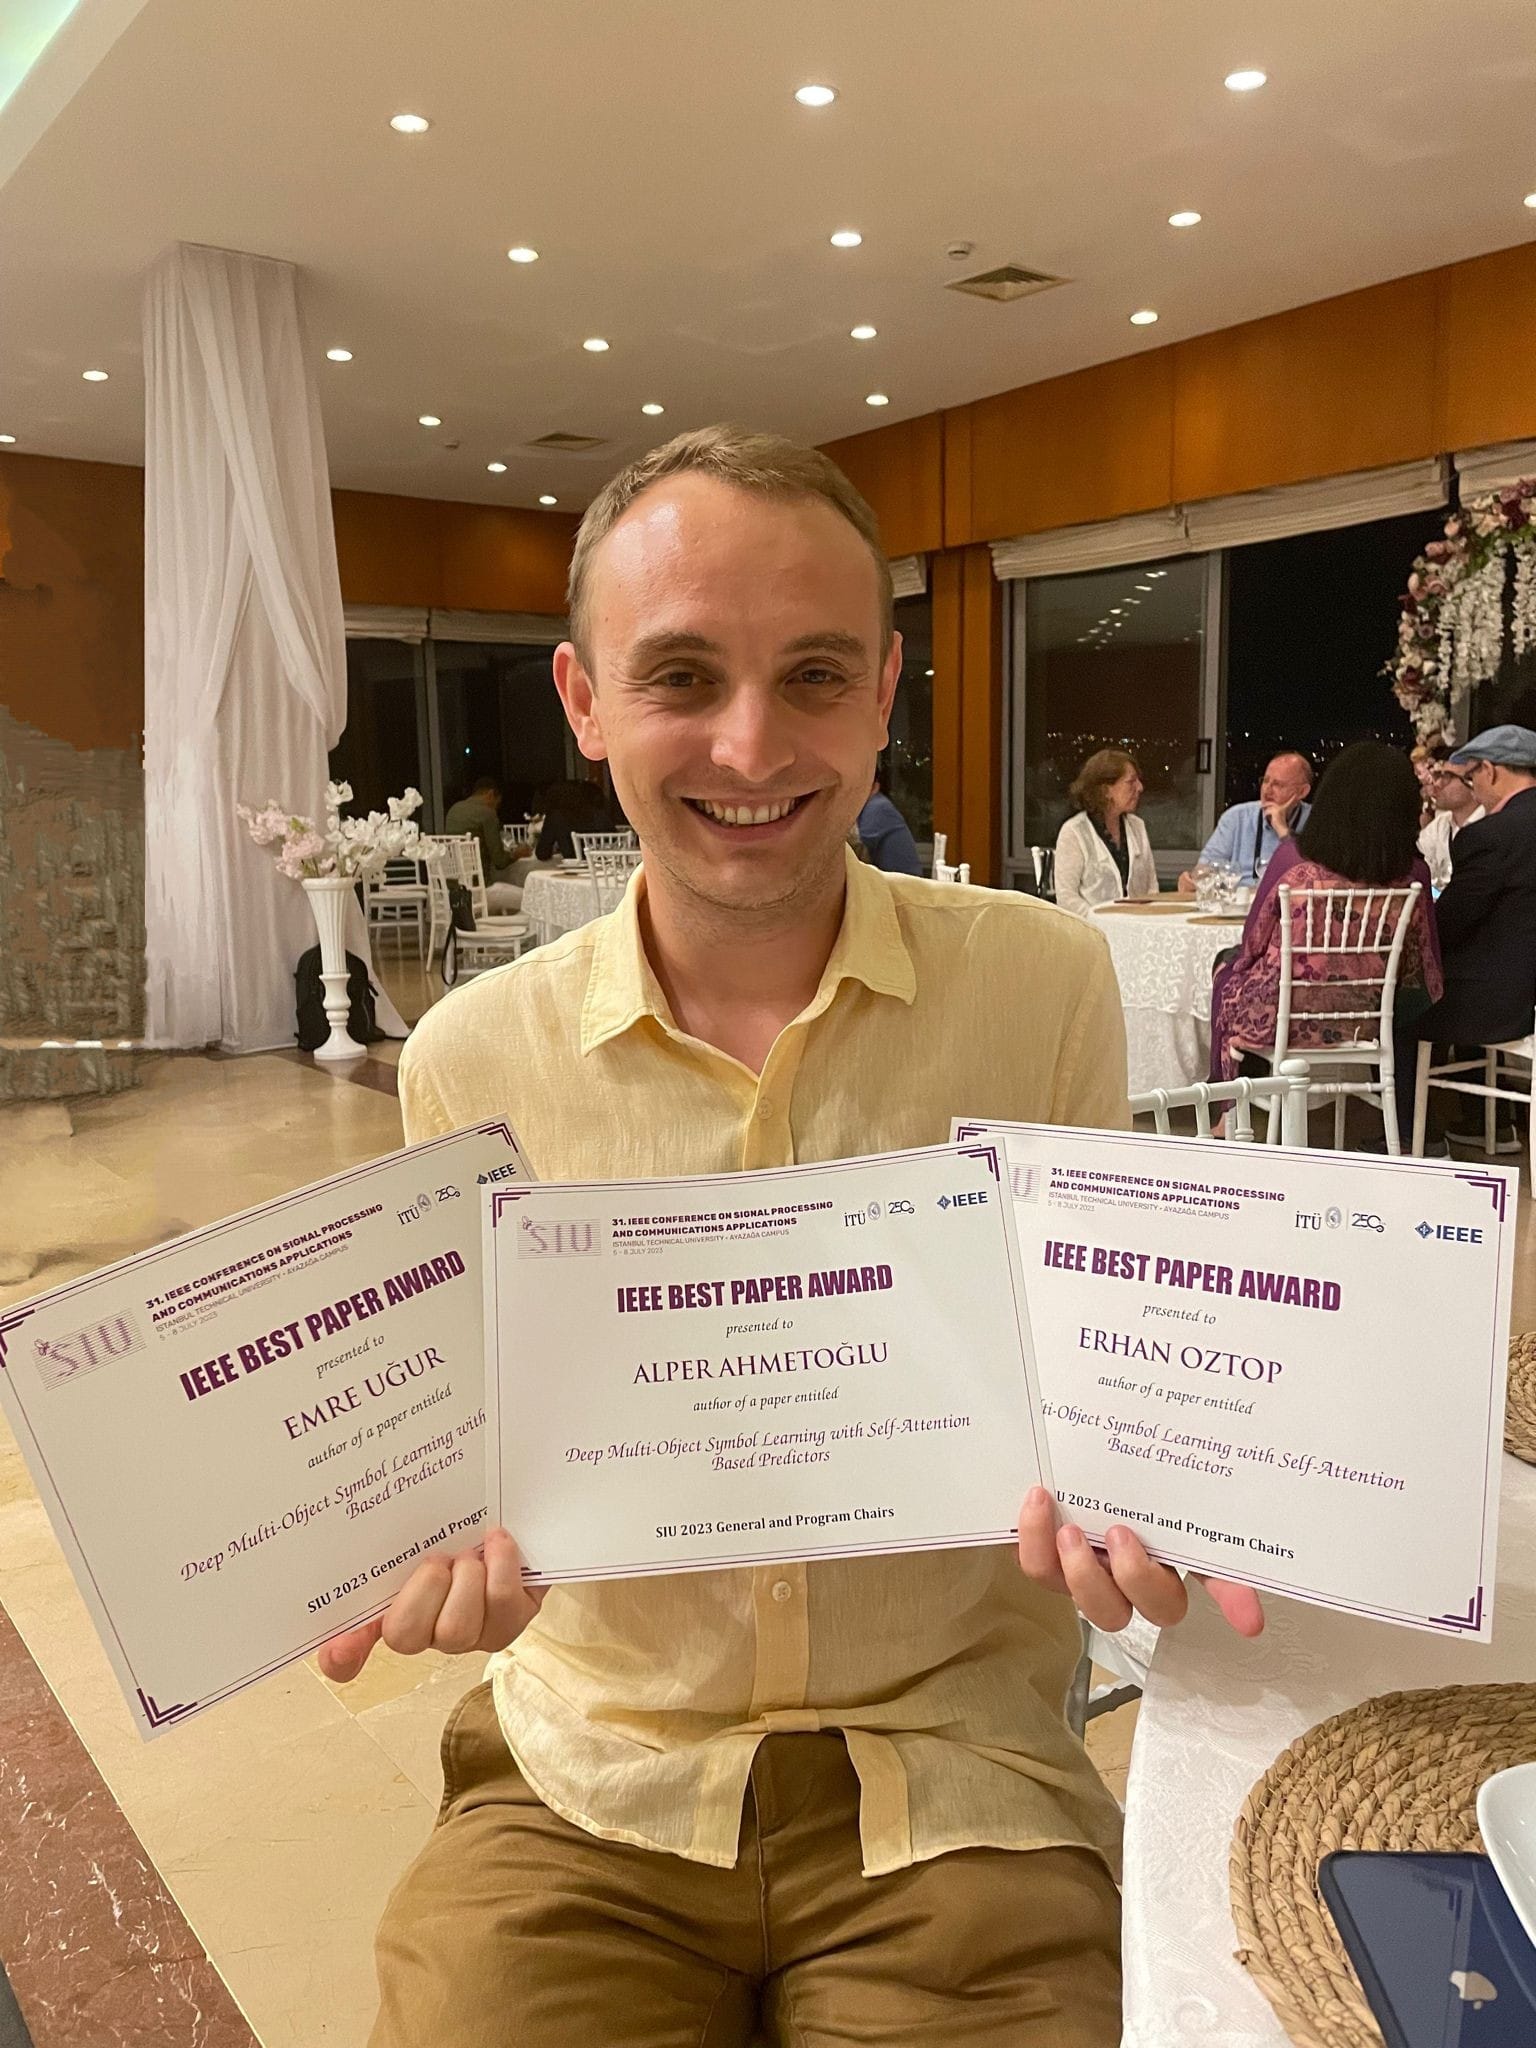 SIU
31. IEEE CONFERENCE ON SIGNAL PROCESSING
AND COMMUNICATIONS APPLICATIONS
ISTANBUL TECHNICAL UNIVERSITY - AYAZAĞA CAMPUS
5 - 8 JULY 2023
İTÜ 250
IEEE
IEEE BEST PAPER AWARD
presented to
EMRE UĞUR
author of a paper entitled
Deep Multi-Object Symbol Learning with
Based Predictors
SIU 2023 General and Progra
SIU
31. IEEE CONFERENCE ON SIGNAL PROCESSING
AND COMMUNICATIONS APPLICATIONS
ISTANBUL TECHNICAL UNIVERSITY - AYAZAĞA CAMPUS
5 - 8 JULY 2023
İTÜ 250
IEEE
IEEE BEST PAPER AWARD
presented to
ALPER AHMETOĞLU
author of a paper entitled
Deep Multi-Object Symbol Learning with Self-Attention
Based Predictors
SIU 2023 General and Program Chairs
U
31. IEEE CONFERENCE ON SIGNAL PROCESSING
AND COMMUNICATIONS APPLICATIONS
ISTANBUL TECHNICAL UNIVERSITY - AYAZAĞA CAMPUS
5 - 8 JULY 2023
İTÜ 250
IEEE
IEEE BEST PAPER AWARD
presented to
ERHAN OZTOP
author of a paper entitled
ti-Object Symbol Learning with Self-Attention
Based Predictors
U 2023 General and Program Chairs